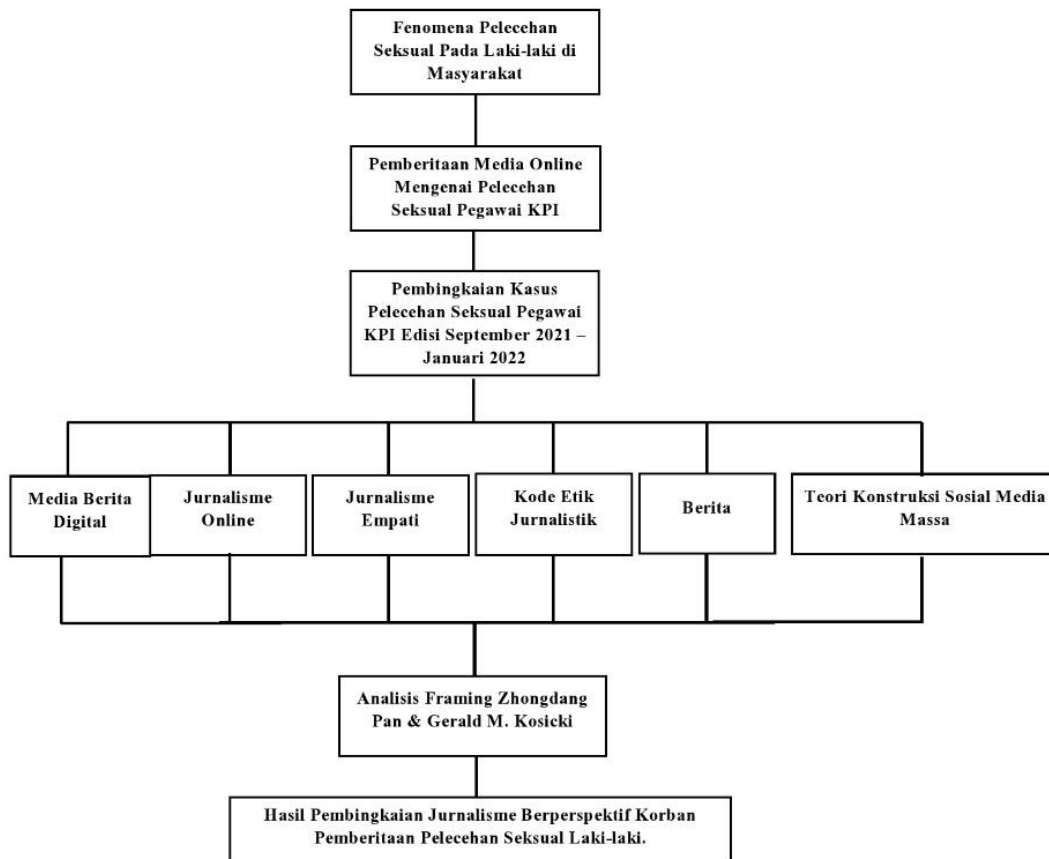 Fenomena Pelecehan
Seksual Pada Laki-laki di
Masyarakat
Pemberitaan Media Online
Mengenai Pelecehan
Seksual Pegawai KPI
Pembingkaian Kasus
Pelecehan Seksual Pegawai
KPI Edisi September 2021 –
Januari 2022
Media Berita
Digital
Jurnalisme
Online
Jurnalisme
Empati
Kode Etik
Jurnalistik
Berita
Teori Konstruksi Sosial Media
Massa
Analisis Framing Zhongdang
Pan & Gerald M. Kosicki
Hasil Pembingkaian Jurnalisme Berperspektif Korban
Pemberitaan Pelecehan Seksual Laki-laki.